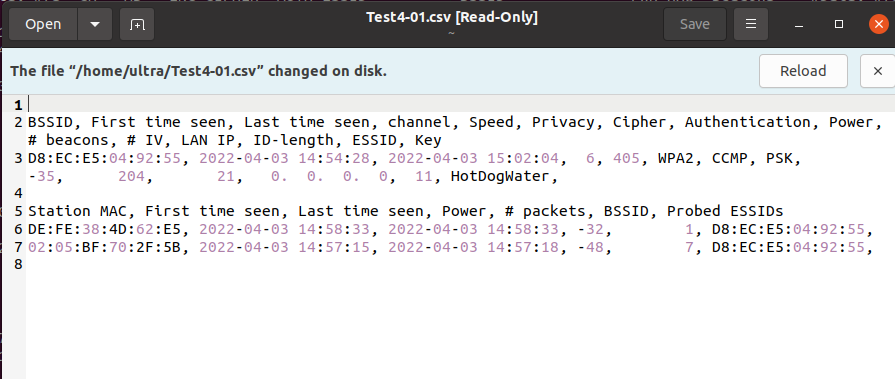 Open
Test4-01.csv [Read-Only]
~
Save
The file “/home/ultra/Test4-01.csv” changed on disk.
Reload
1
2 BSSID, First time seen, Last time seen, channel, Speed, Privacy, Cipher, Authentication, Power,
# beacons, # IV, LAN IP, ID-length, ESSID, Key
3 D8:EC:E5:04:92:55, 2022-04-03 14:54:28, 2022-04-03 15:02:04,  6, 405, WPA2, CCMP, PSK,
-35,      204,       21,   0.  0.  0.  0,  11, HotDogWater,
4
5 Station MAC, First time seen, Last time seen, Power, # packets, BSSID, Probed ESSIDs
6 DE:FE:38:4D:62:E5, 2022-04-03 14:58:33, 2022-04-03 14:58:33, -32,        1, D8:EC:E5:04:92:55,
7 02:05:BF:70:2F:5B, 2022-04-03 14:57:15, 2022-04-03 14:57:18, -48,        7, D8:EC:E5:04:92:55,
8